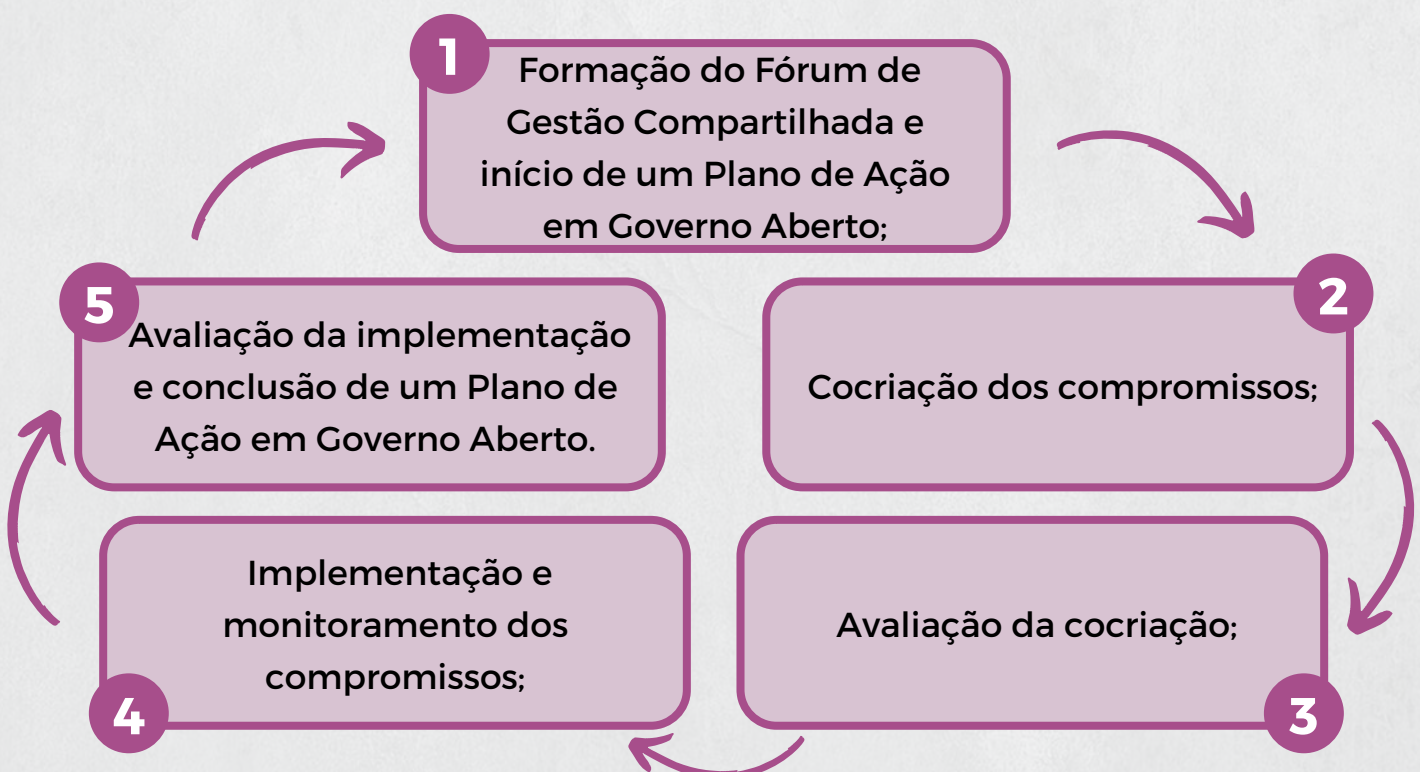 1
Formação do Fórum de
Gestão Compartilhada e
início de um Plano de Ação
em Governo Aberto;
2
Cocriação dos compromissos;
3
Avaliação da cocriação;
4
Implementação e
monitoramento dos
compromissos;
5
Avaliação da implementação
e conclusão de um Plano de
Ação em Governo Aberto.